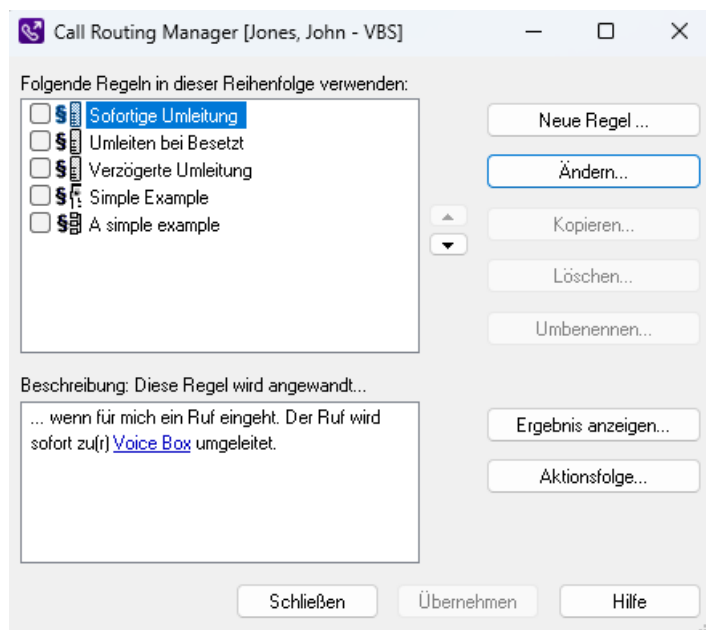 Call Routing Manager [Jones, John - VBS]
Folgende Regeln in dieser Reihenfolge verwenden:
§ Sofortige Umleitung
§ Umleiten bei Besetzt
§ Verzögerte Umleitung
§ Simple Example
§ A simple example
Neue Regel ...
Ändern...
Kopieren...
Löschen...
Umbenennen...
Beschreibung: Diese Regel wird angewandt...
... wenn für mich ein Ruf eingeht. Der Ruf wird
sofort zu(r) Voice Box umgeleitet.
Ergebnis anzeigen...
Aktionsfolge...
Schließen
Übernehmen
Hilfe